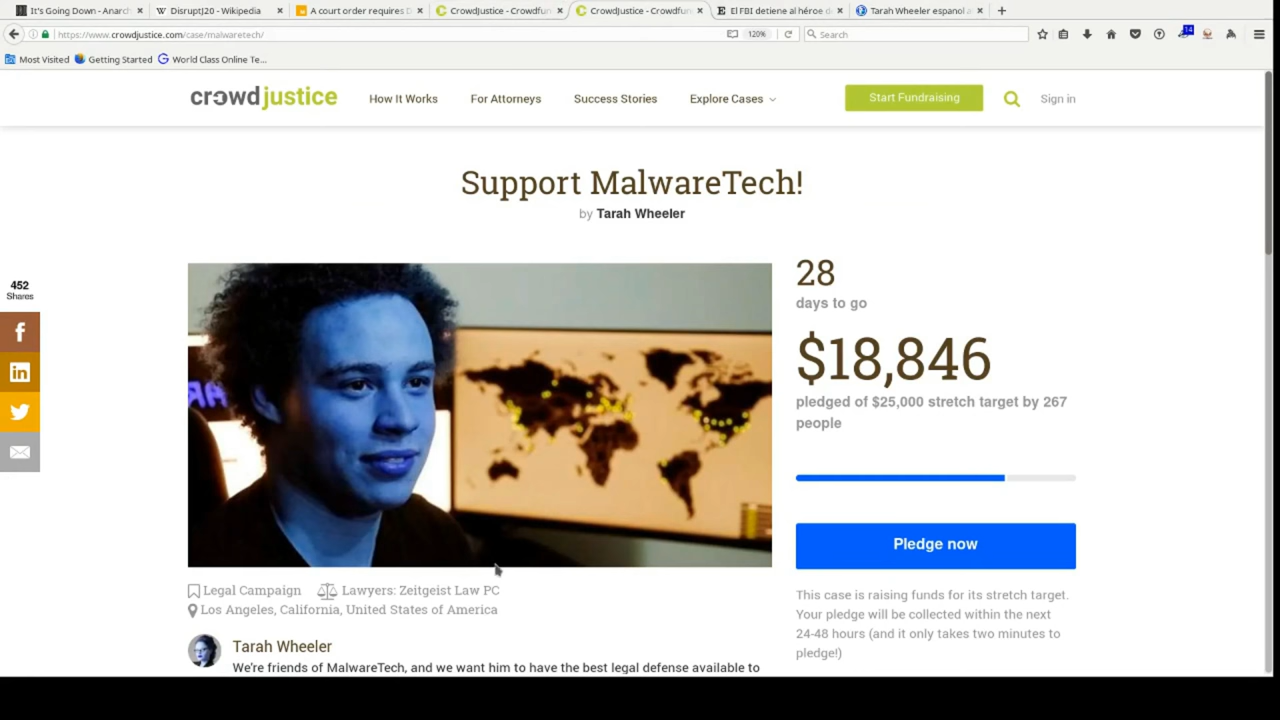 It's Going Down - Anarch
DisruptJ20 - Wikipedia
A court order requires D
CrowdJustice - Crowdfun
CrowdJustice - Crowdfun
El FBI detiene al héroe d
Tarah Wheeler espanol a
https://www.crowdjustice.com/case/malwaretech/
120%
Search
14
Most Visited
Getting Started
World Class Online Te...
crowdjustice
How It Works
For Attorneys
Success Stories
Explore Cases
Start Fundraising
Sign in
Support MalwareTech!
by Tarah Wheeler
452
Shares
28
days to go
$18,846
pledged of $25,000 stretch target by 267
people
Pledge now
This case is raising funds for its stretch target.
Your pledge will be collected within the next
24-48 hours (and it only takes two minutes to
pledge!)
Legal Campaign
Lawyers: Zeitgeist Law PC
Los Angeles, California, United States of America
Tarah Wheeler
We're friends of MalwareTech, and we want him to have the best legal defense available to